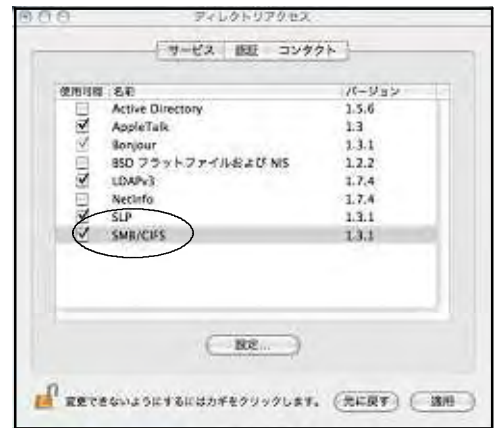 ディレクトリアクセス
サービス 認証 コンタクト
使用可能 名前 バージョン
Active Directory 1.5.6
AppleTalk 1.3
Bonjour 1.3.1
BSD フラットファイルおよび NIS 1.2.2
LDAPv3 1.7.4
NetInfo 1.7.4
SLP 1.3.1
SMB/CIFS 1.3.1
設定...
変更できないようにするにはカギをクリックします。 元に戻す 適用